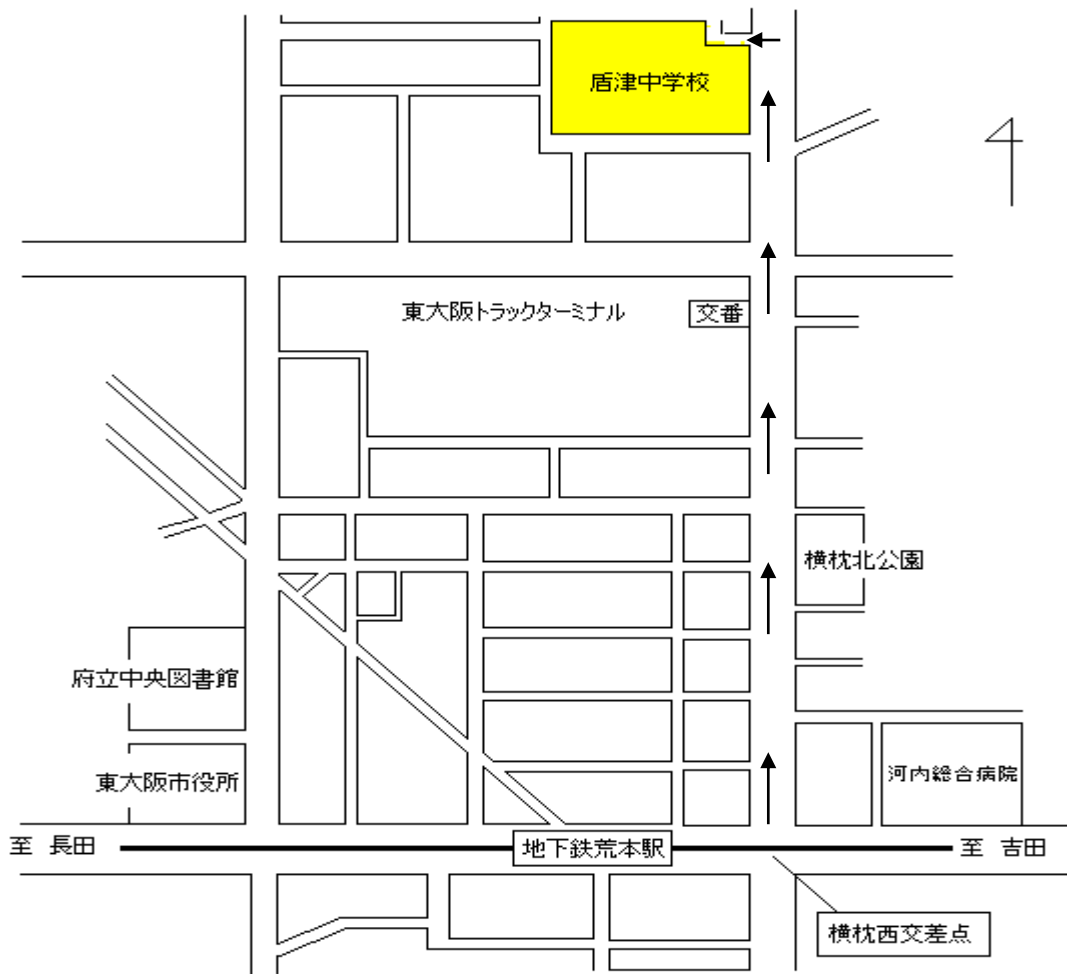 盾津中学校
東大阪トラックターミナル
交番
横枕北公園
府立中央図書館
東大阪市役所
河内総合病院
至 長田
地下鉄荒本駅
至 吉田
横枕西交差点